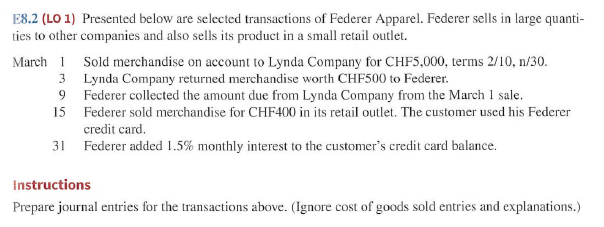 E8.2 (LO 1) Presented below are selected transactions of Federer Apparel. Federer sells in large quanti-
ties to other companies and also sells its product in a small retail outlet.
March 1 Sold merchandise on account to Lynda Company for CHF5,000, terms 2/10, n/30.
3 Lynda Company returned merchandise worth CHF500 to Federer.
9 Federer collected the amount due from Lynda Company from the March 1 sale.
15 Federer sold merchandise for CHF400 in its retail outlet. The customer used his Federer
credit card.
31 Federer added 1.5% monthly interest to the customer's credit card balance.
Instructions
Prepare journal entries for the transactions above. (Ignore cost of goods sold entries and explanations.)